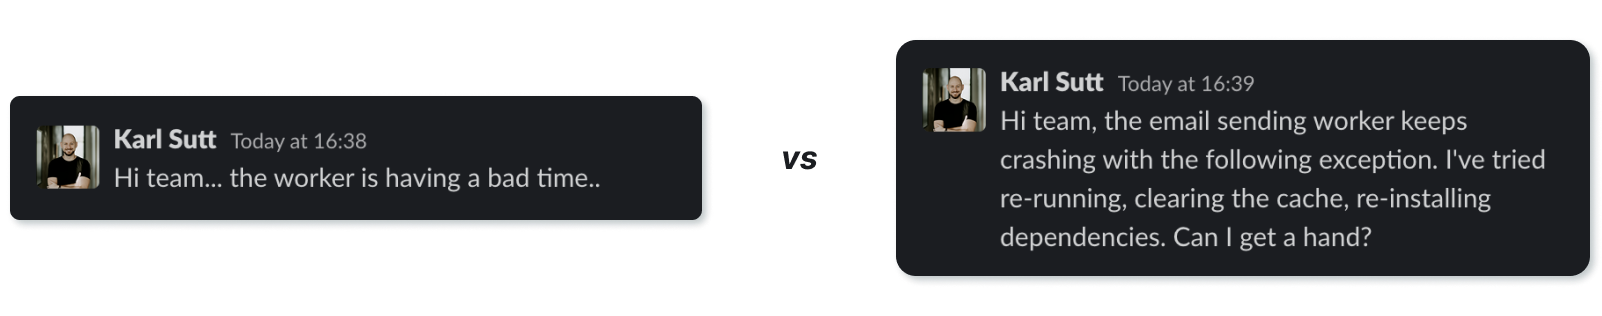 Karl Sutt Today at 16:38
Hi team... the worker is having a bad time..
vs
Karl Sutt Today at 16:39
Hi team, the email sending worker keeps
crashing with the following exception. I've tried
re-running, clearing the cache, re-installing
dependencies. Can I get a hand?